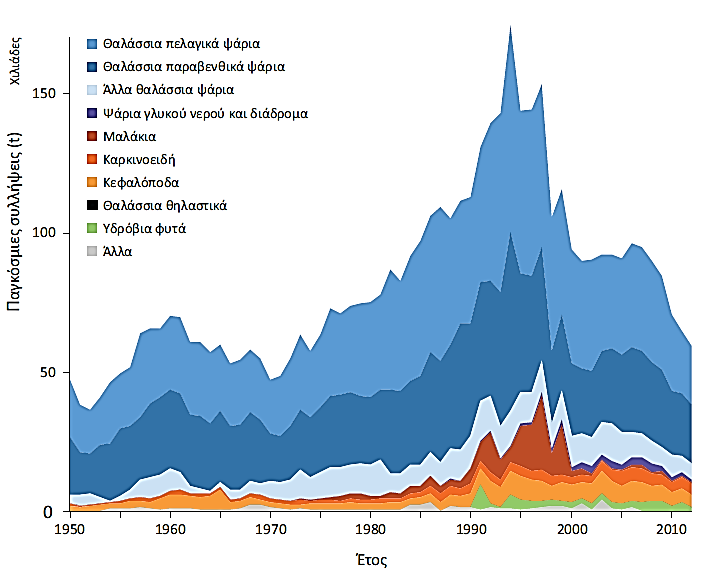 Χιλιάδες
Παγκόσμιες συλλήψεις (t)
150
100
50
0
Θαλάσσια πελαγικά ψάρια
Θαλάσσια παραβενθικά ψάρια
Άλλα θαλάσσια ψάρια
Ψάρια γλυκού νερού και διάδρομα
Μαλάκια
Καρκινοειδή
Κεφαλόποδα
Θαλάσσια θηλαστικά
Υδρόβια φυτά
Άλλα
1950 1960 1970 1980 1990 2000 2010
Έτος